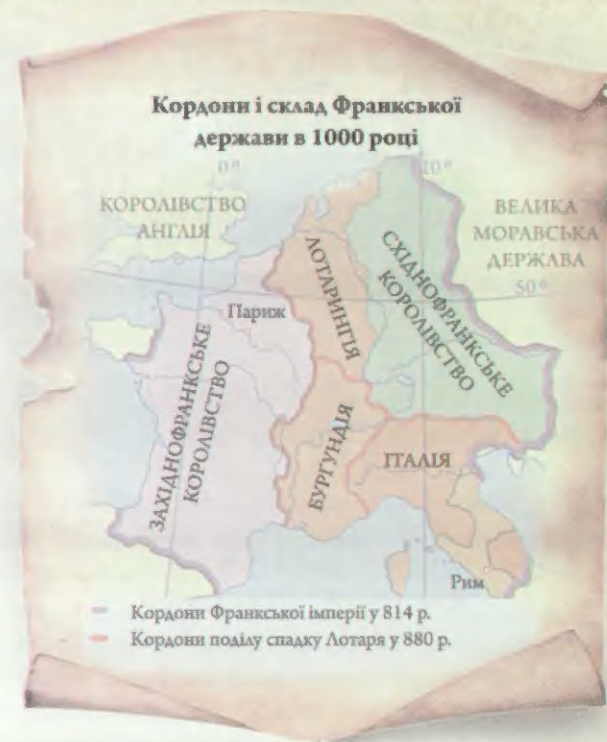 Кордони і склад Франкської
держави в 1000 році
0°
10°
КОРОЛІВСТВО
АНГЛІЯ
ВЕЛИКА
МОРАВСЬКА
ДЕРЖАВА
50°
ЛОТАРИНГІЯ
СХІДНОФРАНКСЬКЕ
КОРОЛІВСТВО
Париж
ЗАХІДНОФРАНКСЬКЕ
КОРОЛІВСТВО
БУРГУНДІЯ
ІТАЛІЯ
Рим
Кордони Франкської імперії у 814 р.
Кордони поділу спадку Лотаря у 880 р.